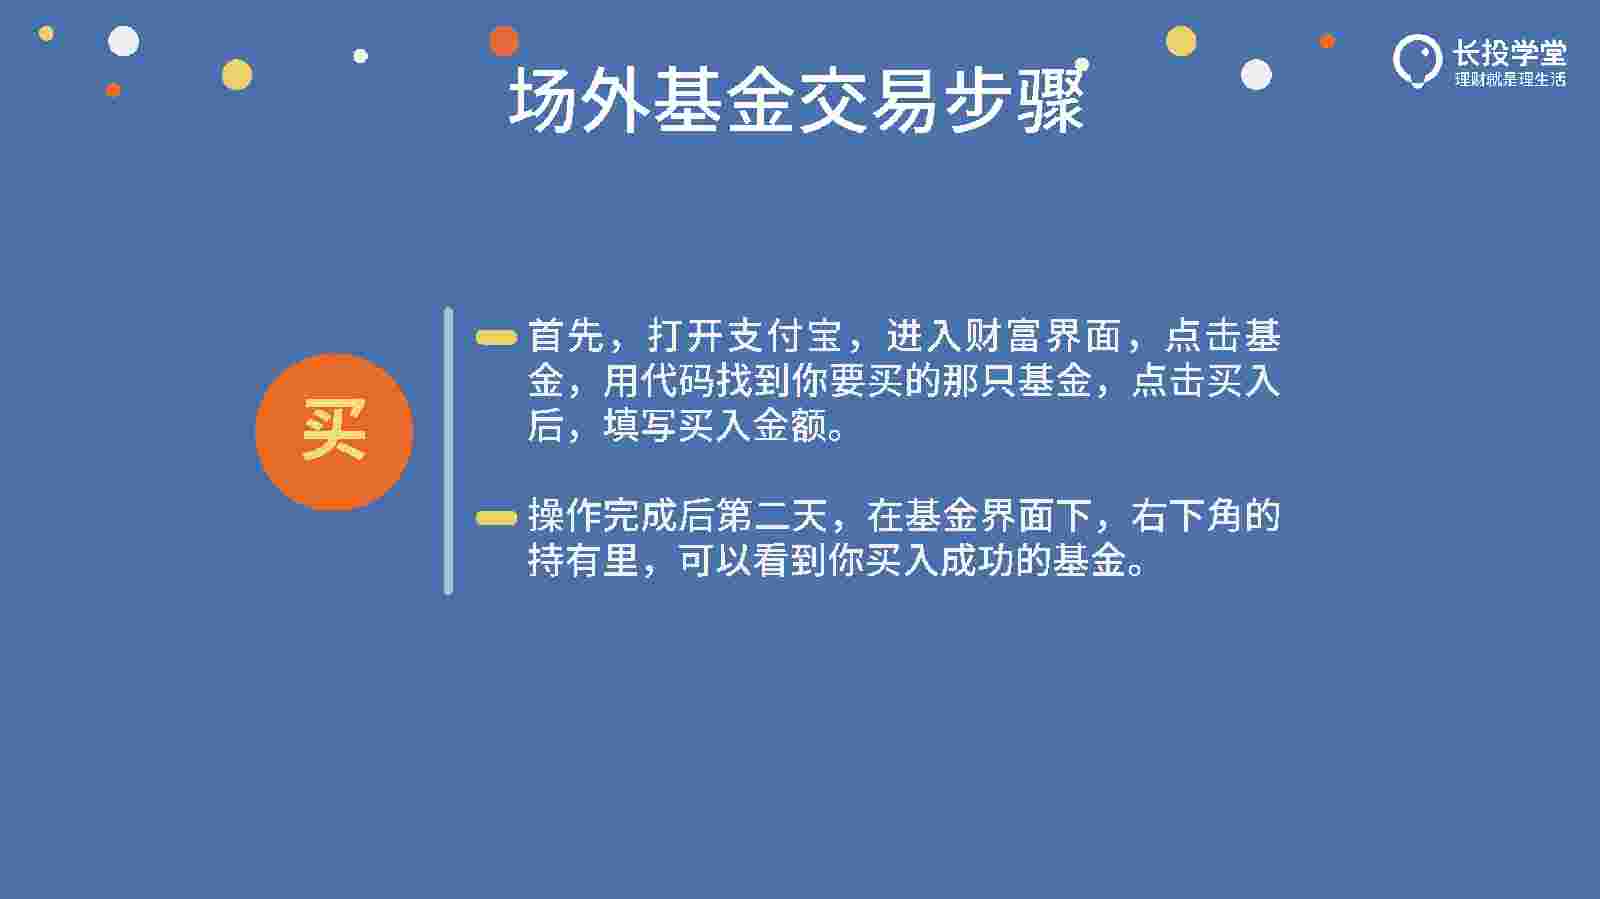 长投学堂
理财就是理生活
场外基金交易步骤
买
首先，打开支付宝，进入财富界面，点击基
金，用代码找到你要买的那只基金，点击买入
后，填写买入金额。
操作完成后第二天，在基金界面下，右下角的
持有里，可以看到你买入成功的基金。